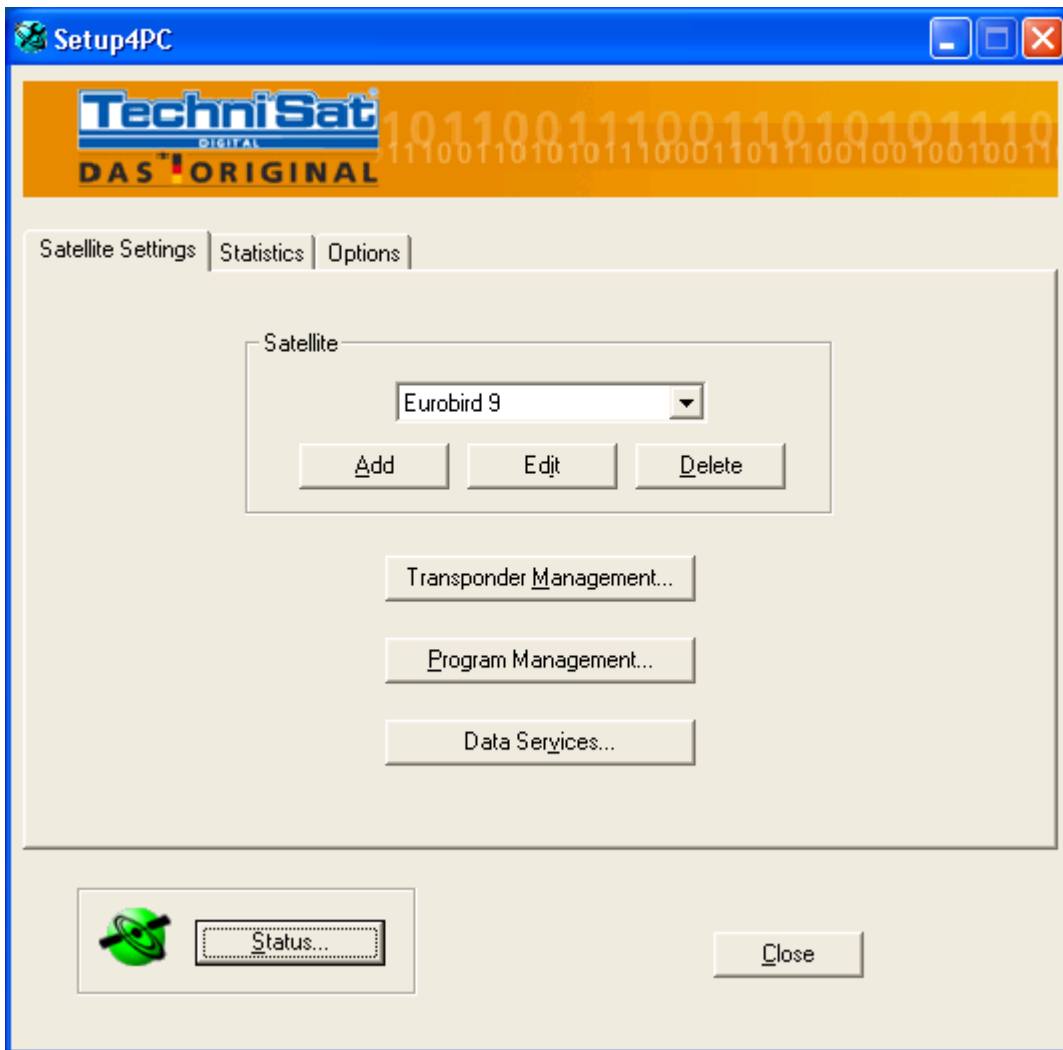 Setup4PC
TechniSat®
DIGITAL
DAS ORIGINAL
Satellite Settings
Statistics
Options
Satellite
Eurobird 9
Add
Edit
Delete
Transponder Management...
Program Management...
Data Services...
Status...
Close